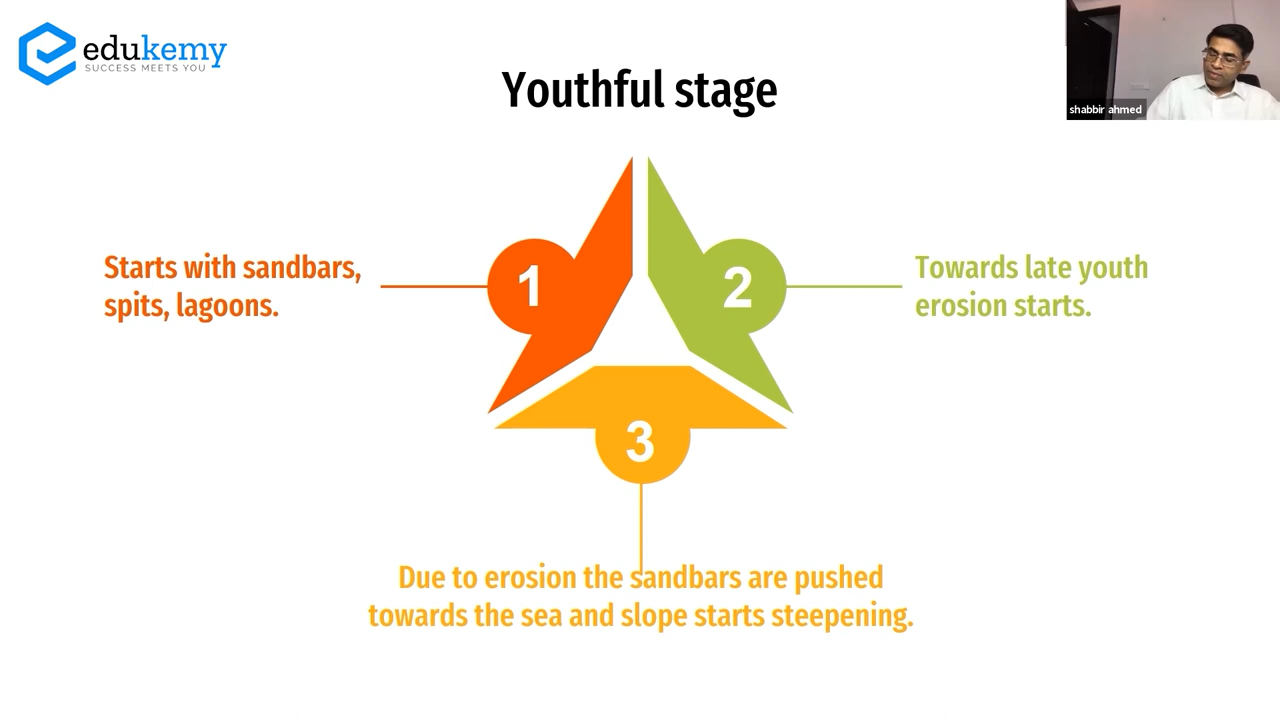 edukemy
SUCCESS MEETS YOU
shabbir ahmed
Youthful stage
1
2
Starts with sandbars,
spits, lagoons.
Towards late youth
erosion starts.
3
Due to erosion the sandbars are pushed
towards the sea and slope starts steepening.